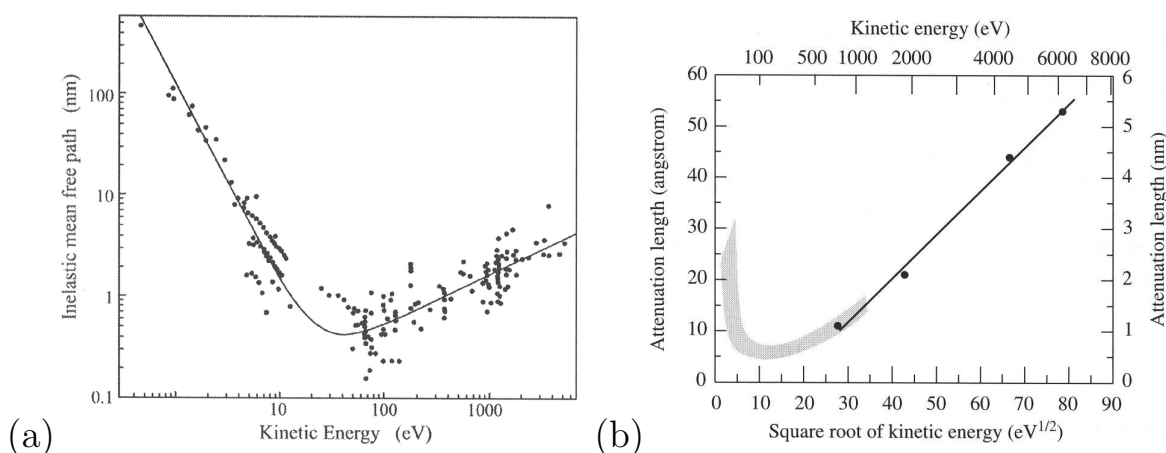 (a)
Inelastic mean free path (nm)
100
10
1
0.1
1 10 100 1000
Kinetic Energy (eV)
(b)
Kinetic energy (eV)
100 500 1000 2000 4000 6000 8000
Attenuation length (angstrom)
60
50
40
30
20
10
0
6
5
4
3
2
1
0
Attenuation length (nm)
0 10 20 30 40 50 60 70 80 90
Square root of kinetic energy (eV1/2)